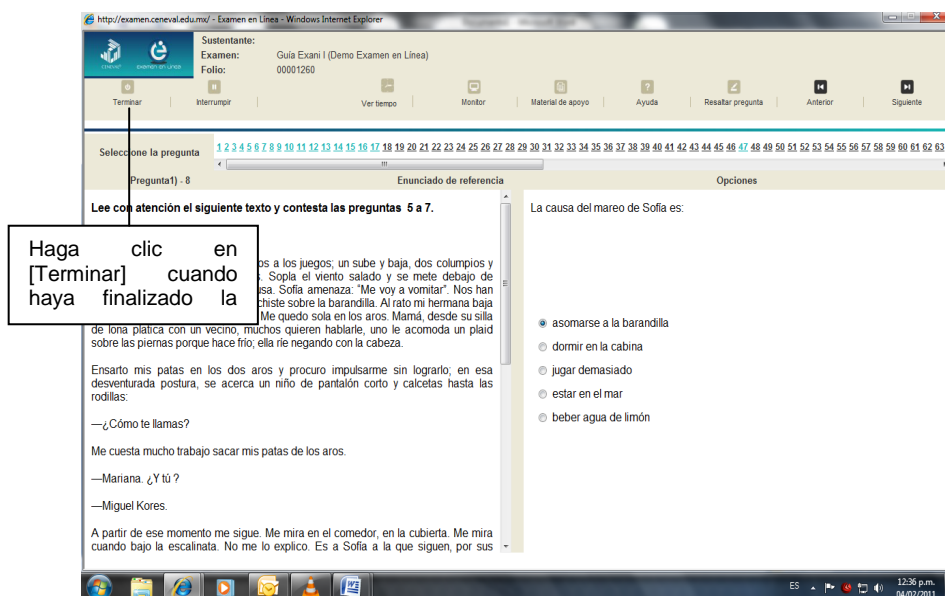 http://examen.ceneval.edu.mx/ - Examen en Línea - Windows Internet Explorer
Sustentante:
Examen: Guía Exani I (Demo Examen en Línea)
Folio: 00001260
CENEVAL® examen en línea
Terminar Interrumpir Ver tiempo Monitor Material de apoyo Ayuda Resaltar pregunta Anterior Siguiente
Seleccione la pregunta 1 2 3 4 5 6 7 8 9 10 11 12 13 14 15 16 17 18 19 20 21 22 23 24 25 26 27 28 29 30 31 32 33 34 35 36 37 38 39 40 41 42 43 44 45 46 47 48 49 50 51 52 53 54 55 56 57 58 59 60 61 62 63
Pregunta1) - 8 Enunciado de referencia Opciones
Lee con atención el siguiente texto y contesta las preguntas 5 a 7.
Haga clic en
[Terminar] cuando
haya finalizado la
os a los juegos; un sube y baja, dos columpios y
s. Sopla el viento salado y se mete debajo de
usa. Sofía amenaza: "Me voy a vomitar". Nos han
chiste sobre la barandilla. Al rato mi hermana baja
Me quedo sola en los aros. Mamá, desde su silla
de lona platica con un vecino, muchos quieren hablarle, uno le acomoda un plaid
sobre las piernas porque hace frío; ella ríe negando con la cabeza.
Ensarto mis patas en los dos aros y procuro impulsarme sin lograrlo; en esa
desventurada postura, se acerca un niño de pantalón corto y calcetas hasta las
rodillas:
—¿Cómo te llamas?
Me cuesta mucho trabajo sacar mis patas de los aros.
—Mariana. ¿Y tú ?
—Miguel Kores.
A partir de ese momento me sigue. Me mira en el comedor, en la cubierta. Me mira
cuando bajo la escalinata. No me lo explico. Es a Sofía a la que siguen, por sus
La causa del mareo de Sofía es:
asomarse a la barandilla
dormir en la cabina
jugar demasiado
estar en el mar
beber agua de limón
ES 12:36 p.m.
04/02/2011